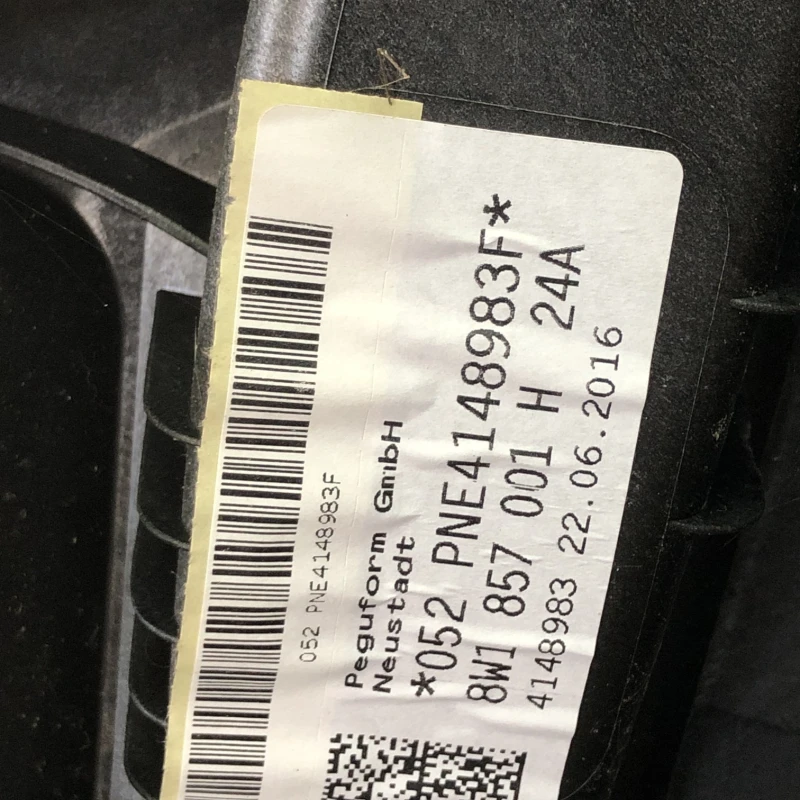 052 PNE4148983F
Peguform GmbH
Neustadt
*052 PNE4148983F*
8W1 857 001 H 24A
4148983 22.06.2016